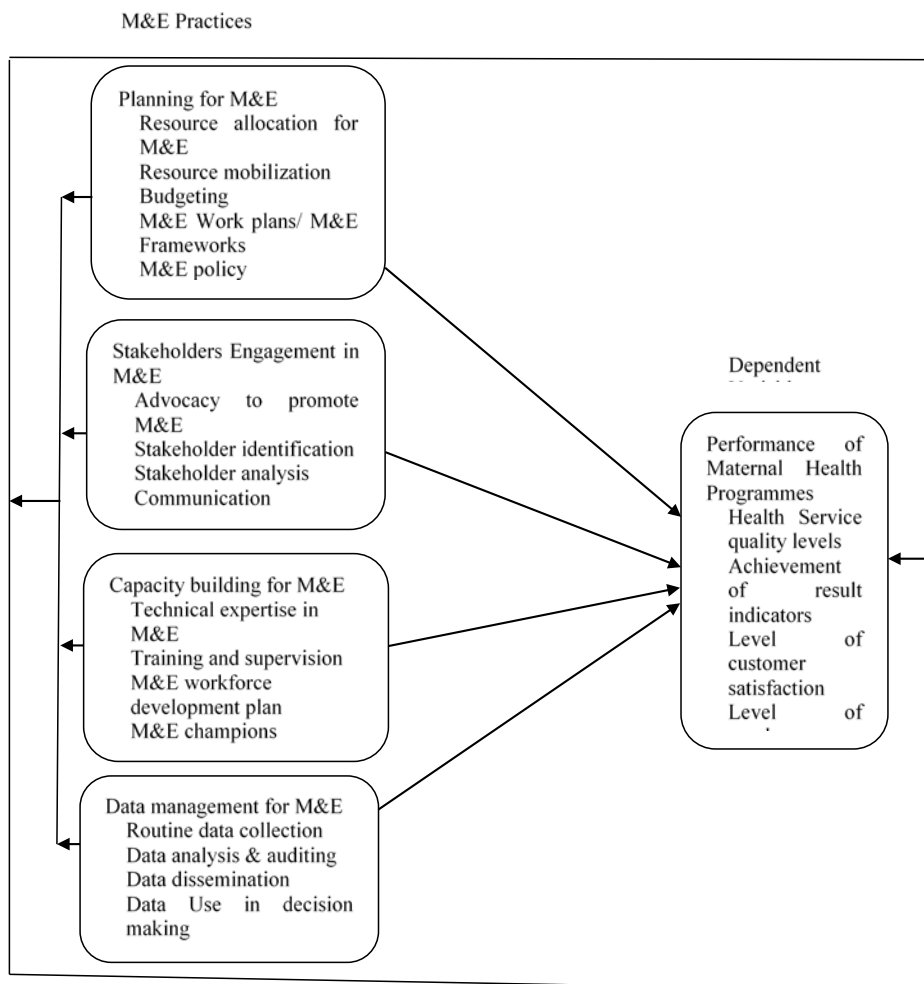 M&E Practices
Planning for M&E
Resource allocation for
M&E
Resource mobilization
Budgeting
M&E Work plans/ M&E
Frameworks
M&E policy
Stakeholders Engagement in
M&E
Advocacy to promote
M&E
Stakeholder identification
Stakeholder analysis
Communication
Capacity building for M&E
Technical expertise in
M&E
Training and supervision
M&E workforce
development plan
M&E champions
Data management for M&E
Routine data collection
Data analysis & auditing
Data dissemination
Data Use in decision
making
Dependent
Performance of
Maternal Health
Programmes
Health Service
quality levels
Achievement
of result
indicators
Level of
customer
satisfaction
Level of